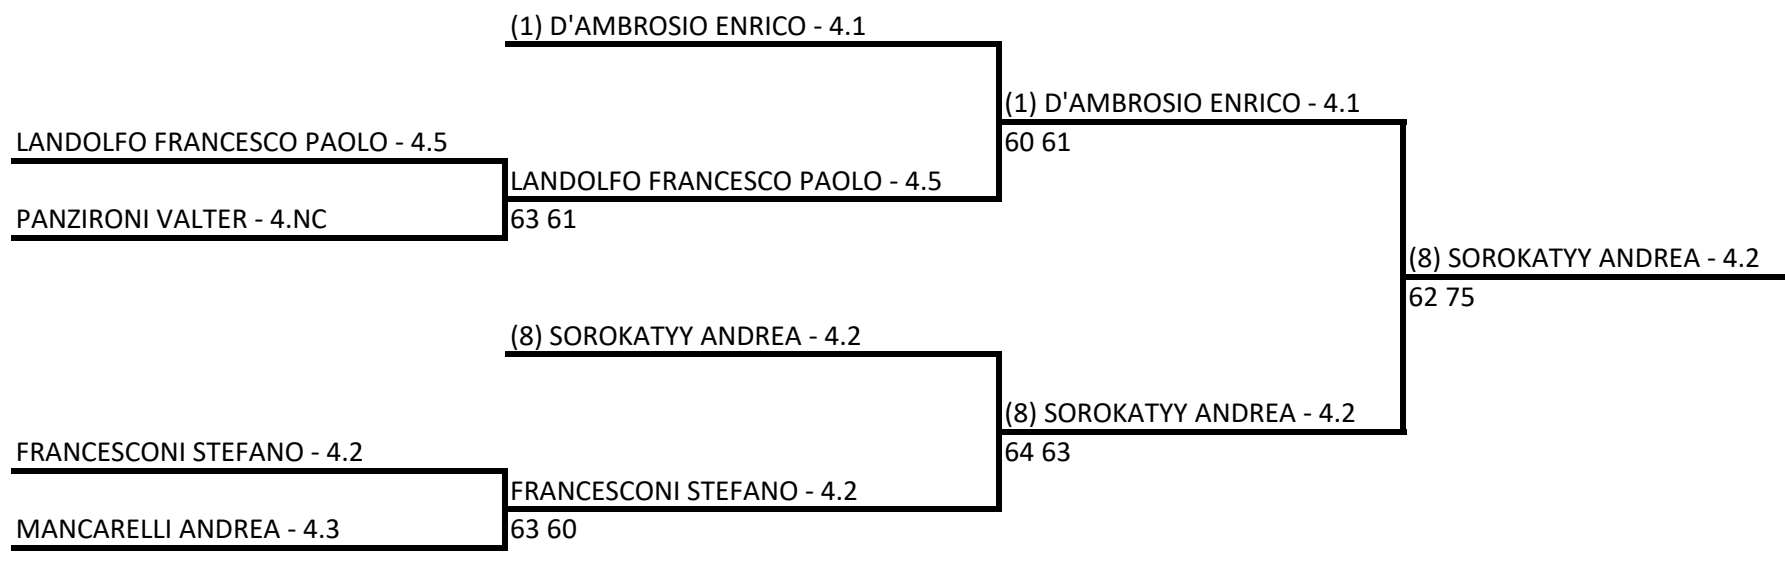 (1) D'AMBROSIO ENRICO - 4.1
(1) D'AMBROSIO ENRICO - 4.1
LANDOLFO FRANCESCO PAOLO - 4.5
60 61
LANDOLFO FRANCESCO PAOLO - 4.5
PANZIRONI VALTER - 4.NC
63 61
(8) SOROKATYY ANDREA - 4.2
62 75
(8) SOROKATYY ANDREA - 4.2
(8) SOROKATYY ANDREA - 4.2
FRANCESCONI STEFANO - 4.2
64 63
FRANCESCONI STEFANO - 4.2
MANCARELLI ANDREA - 4.3
63 60